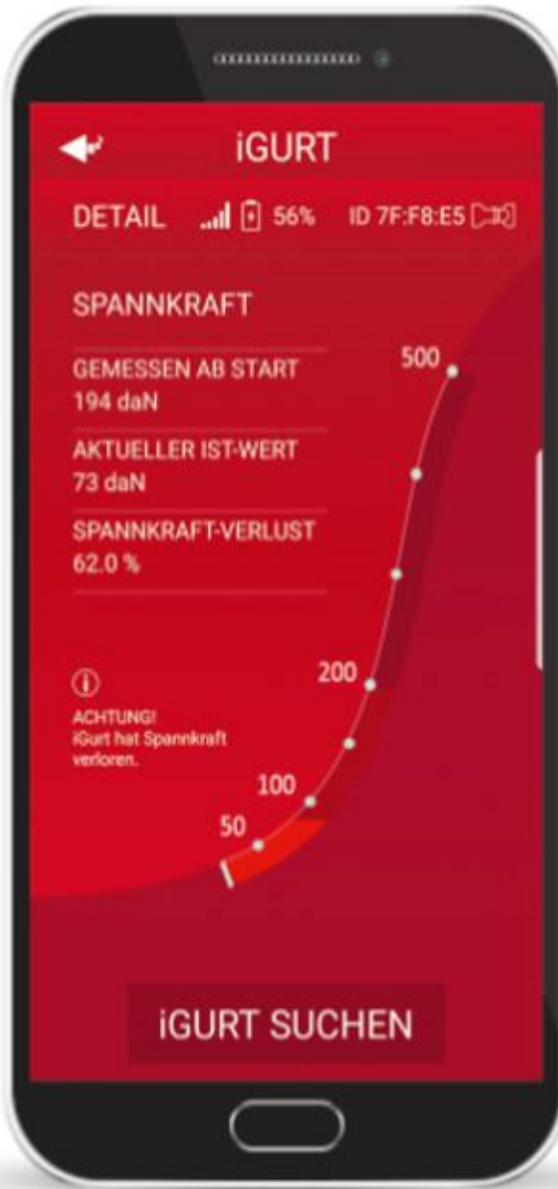 iGURT
DETAIL 56% ID 7F:F8:E5
SPANNKRAFT
GEMESSEN AB START
194 daN
AKTUELLER IST-WERT
73 daN
SPANNKRAFT-VERLUST
62.0 %
500
200
100
50
ACHTUNG!
iGurt hat Spannkraft
verloren.
iGURT SUCHEN